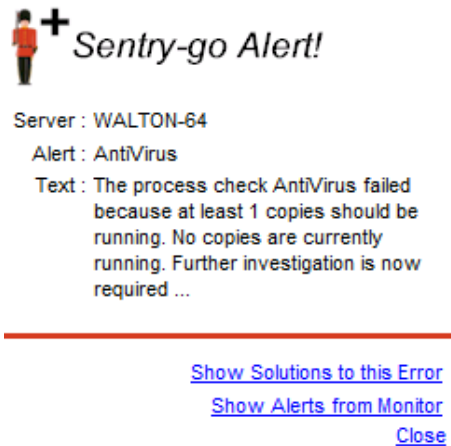 + Sentry-go Alert!
Server : WALTON-64
Alert : AntiVirus
Text : The process check AntiVirus failed
because at least 1 copies should be
running. No copies are currently
running. Further investigation is now
required ...
Show Solutions to this Error
Show Alerts from Monitor
Close